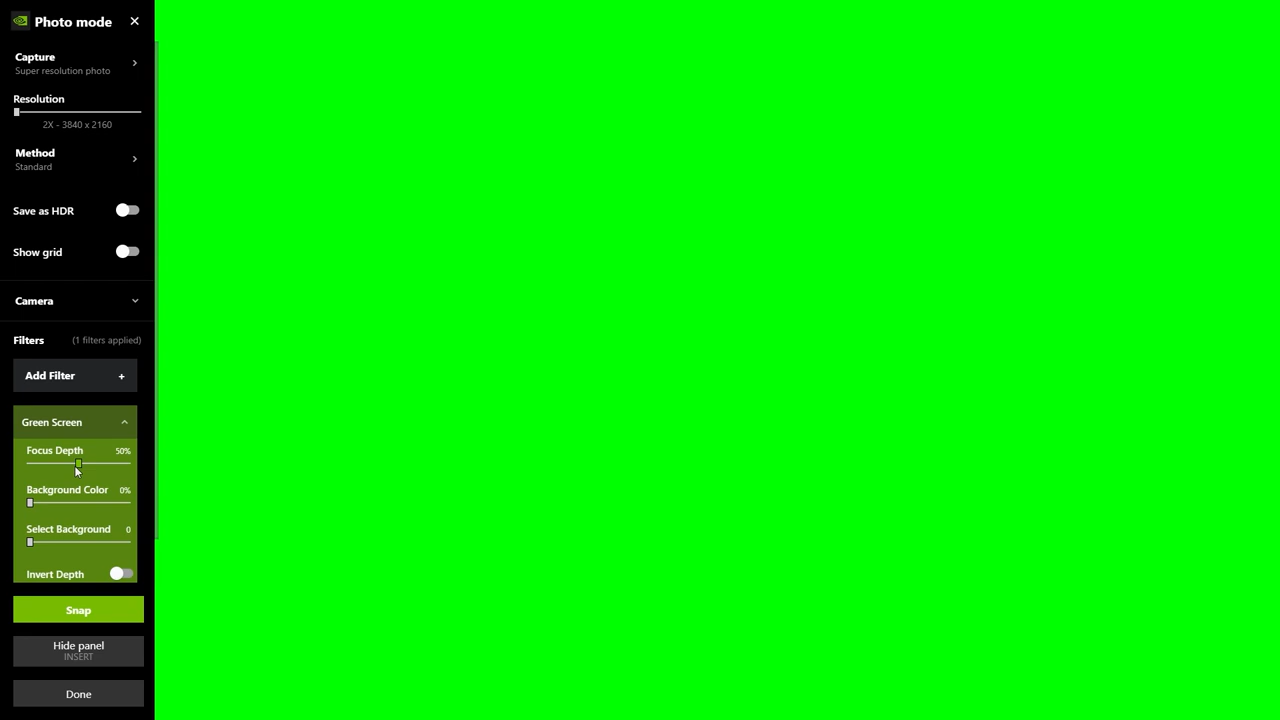 Photo mode
Capture
Super resolution photo
Resolution
2X - 3840 x 2160
Method
Standard
Save as HDR
Show grid
Camera
Filters (1 filters applied)
Add Filter +
Green Screen
Focus Depth 50%
Background Color 0%
Select Background 0
Invert Depth
Snap
Hide panel
INSERT
Done